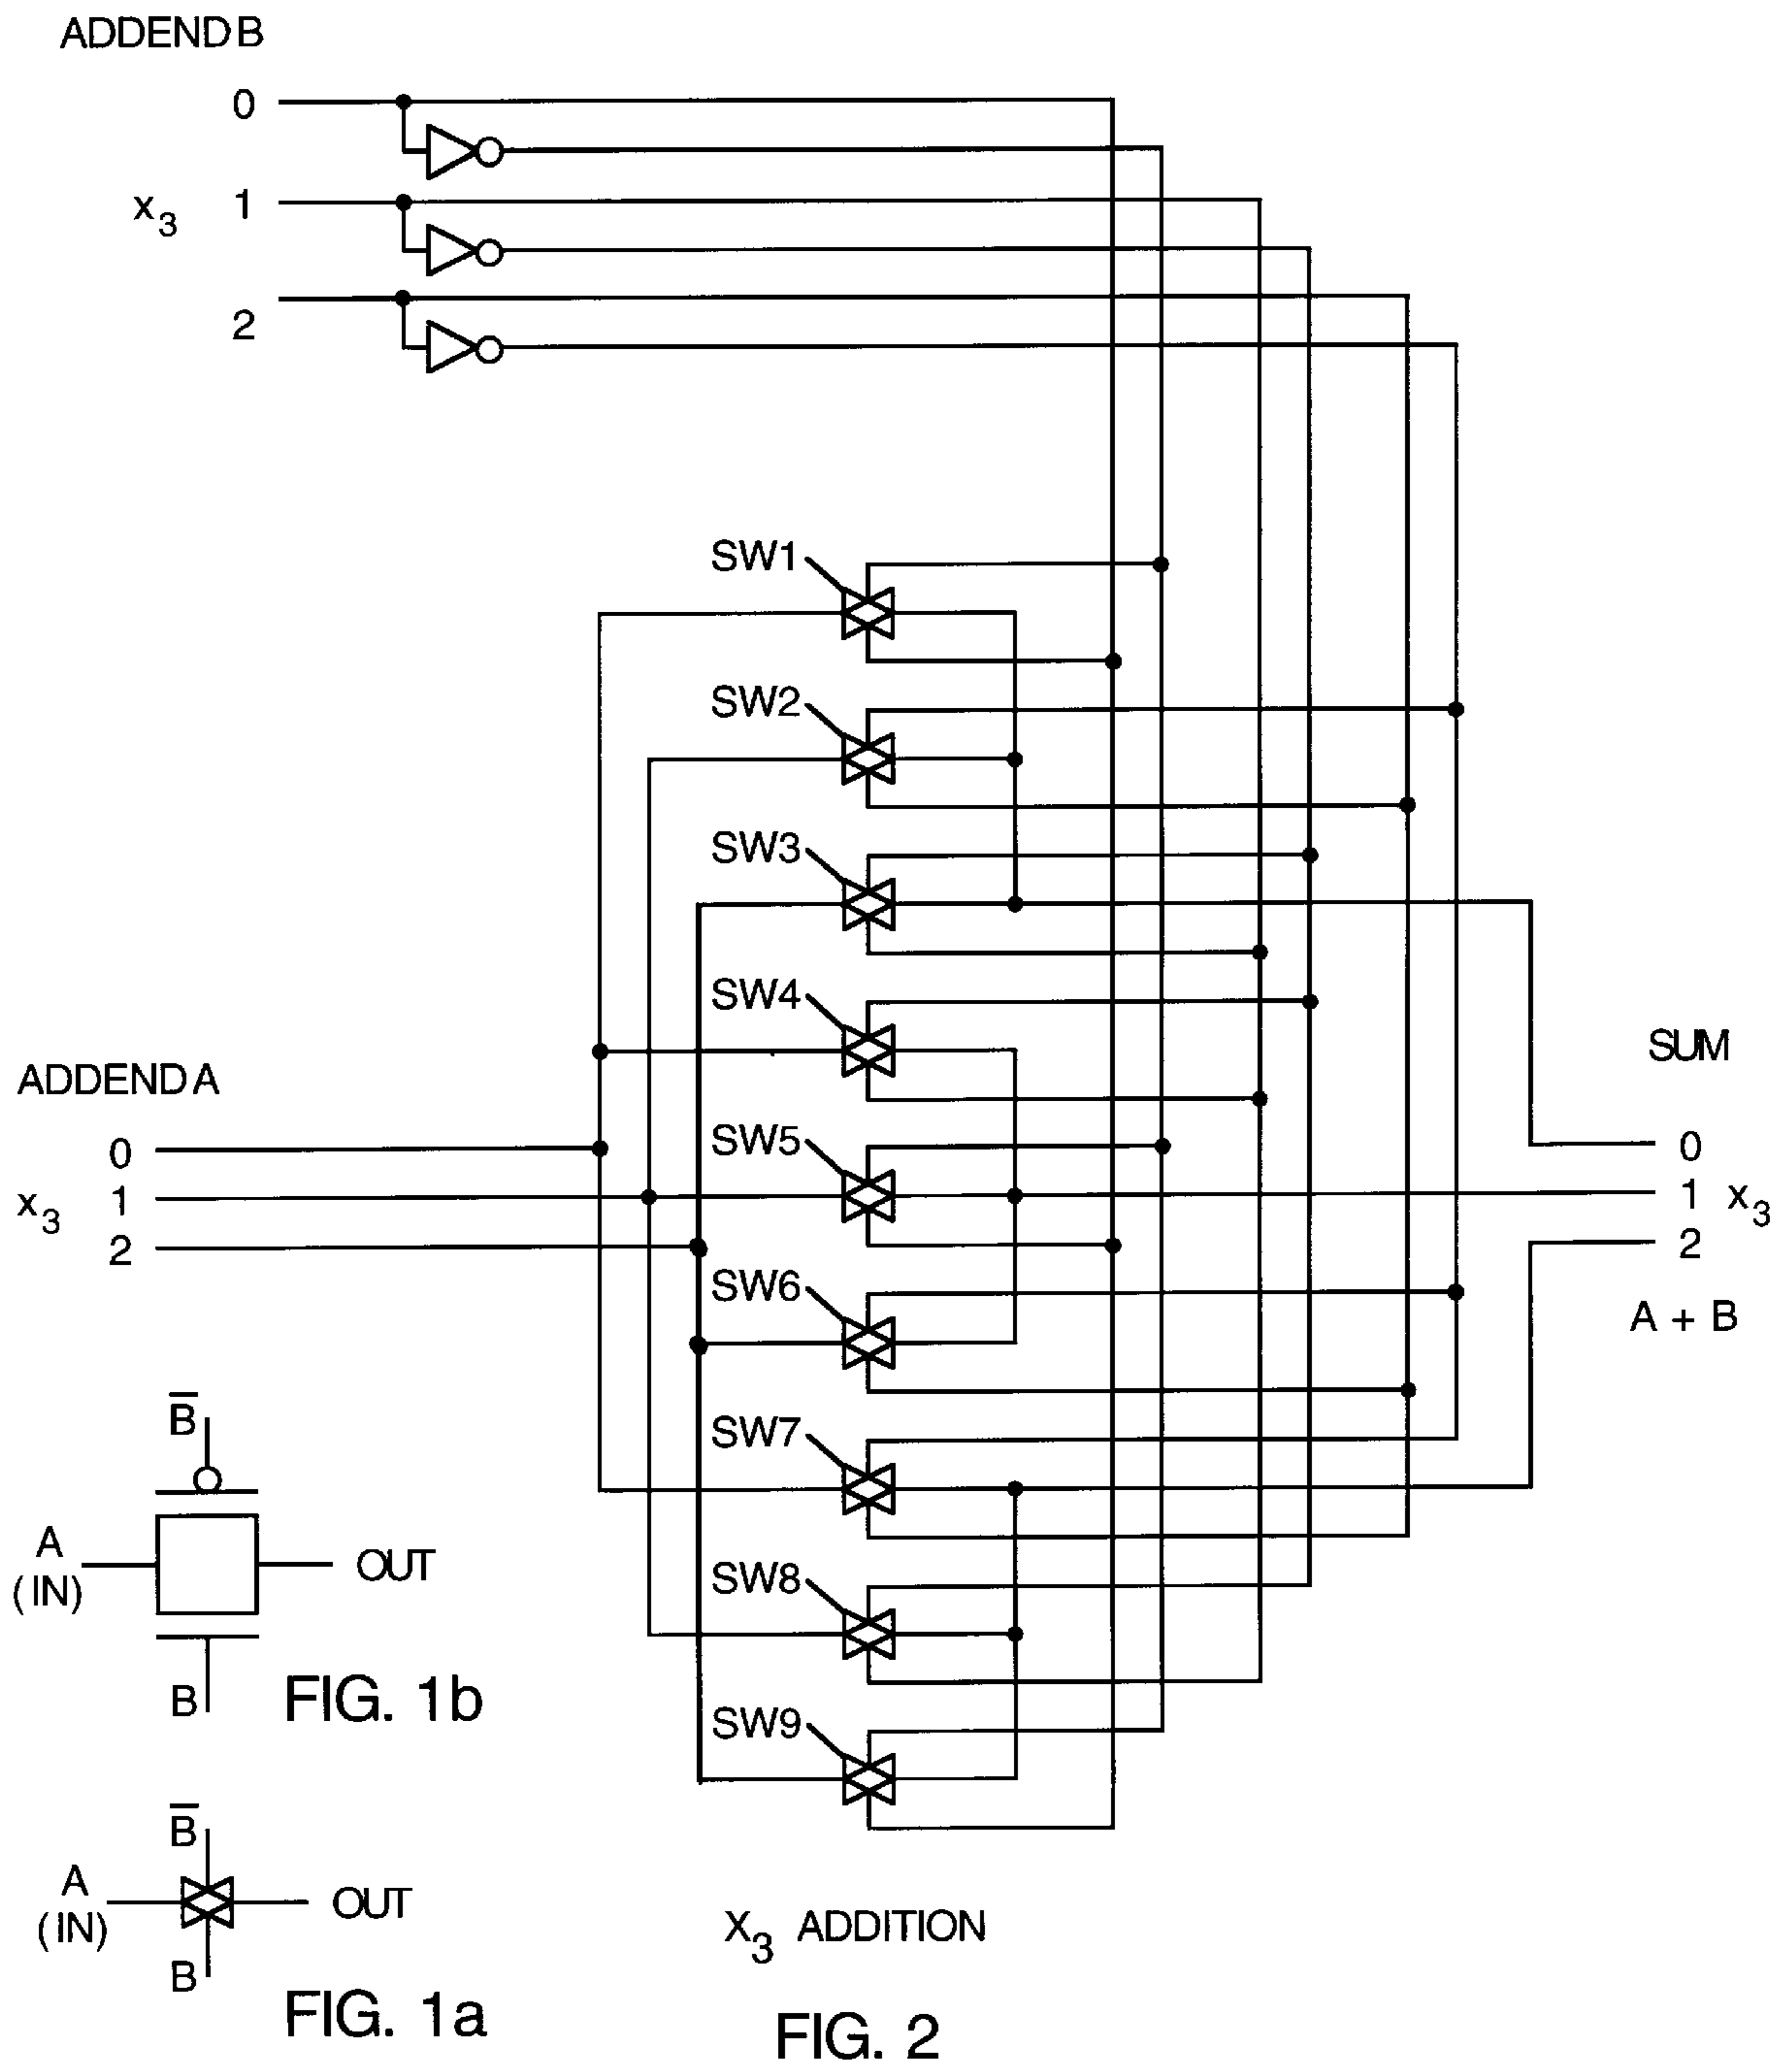 ADDEND B
0
x3 1
2
SW1
SW2
SW3
SW4
SW5
SW6
SW7
SW8
SW9
ADDEND A
0
x3 1
2
SUM
0
1 x3
2
A + B
B̅
A
(IN)
OUT
B
FIG. 1b
B̅
A
(IN)
OUT
B
FIG. 1a
X3 ADDITION
FIG. 2